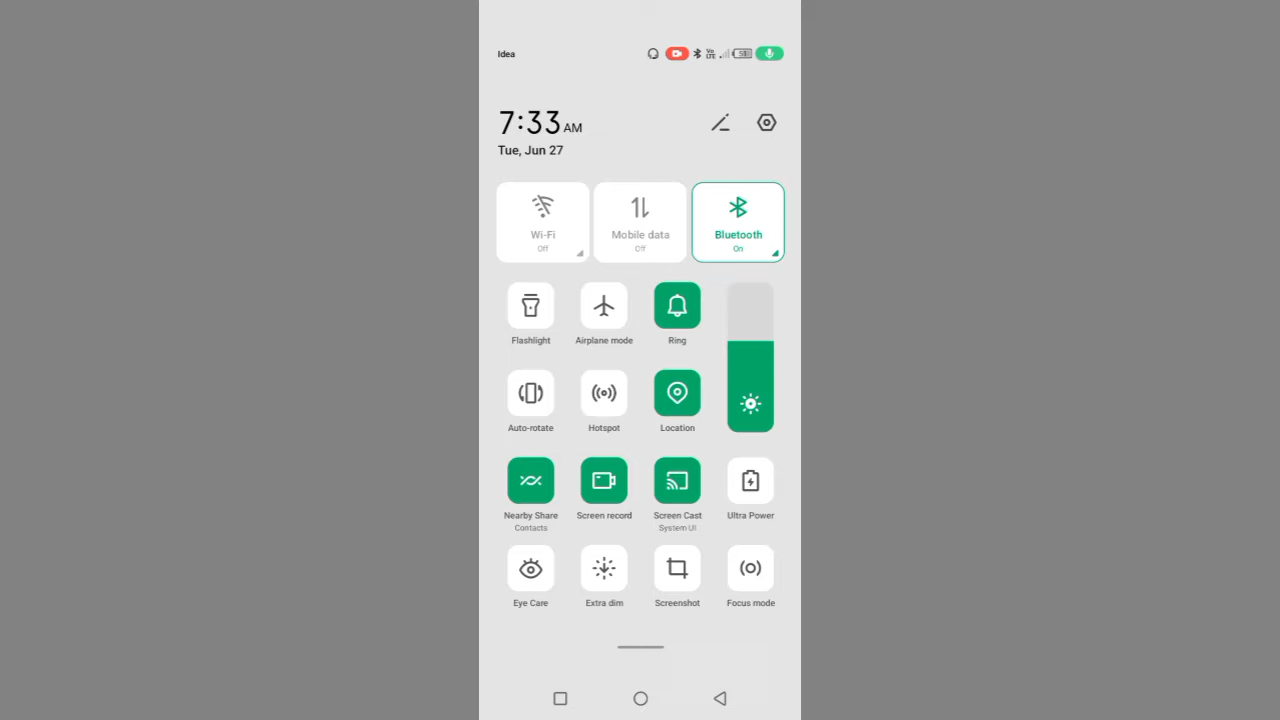 Idea
Vo LTE
7:33 AM
Tue, Jun 27
Wi-Fi
Off
Mobile data
Off
Bluetooth
On
Flashlight
Airplane mode
Ring
Auto-rotate
Hotspot
Location
Nearby Share
Contacts
Screen record
Screen Cast
System UI
Ultra Power
Eye Care
Extra dim
Screenshot
Focus mode